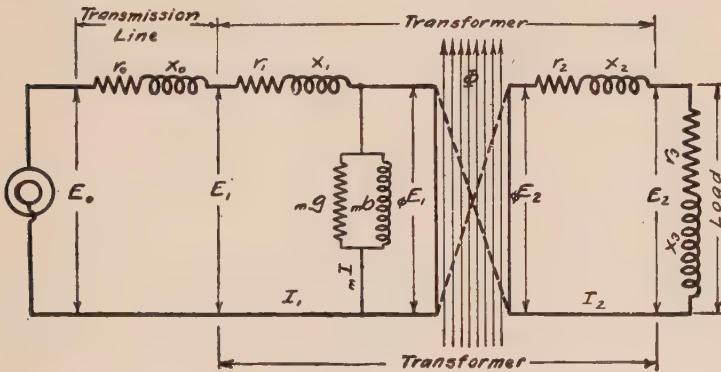 Transmission
Line
Transformer
r₀ x₀ r₁ x₁ Φ r₂ x₂
E₀ E₁ ₘg ₘb ᵩE₁ ᵩE₂ E₂ r₃ x₃ Load
ₘI
I₁ I₂
Transformer